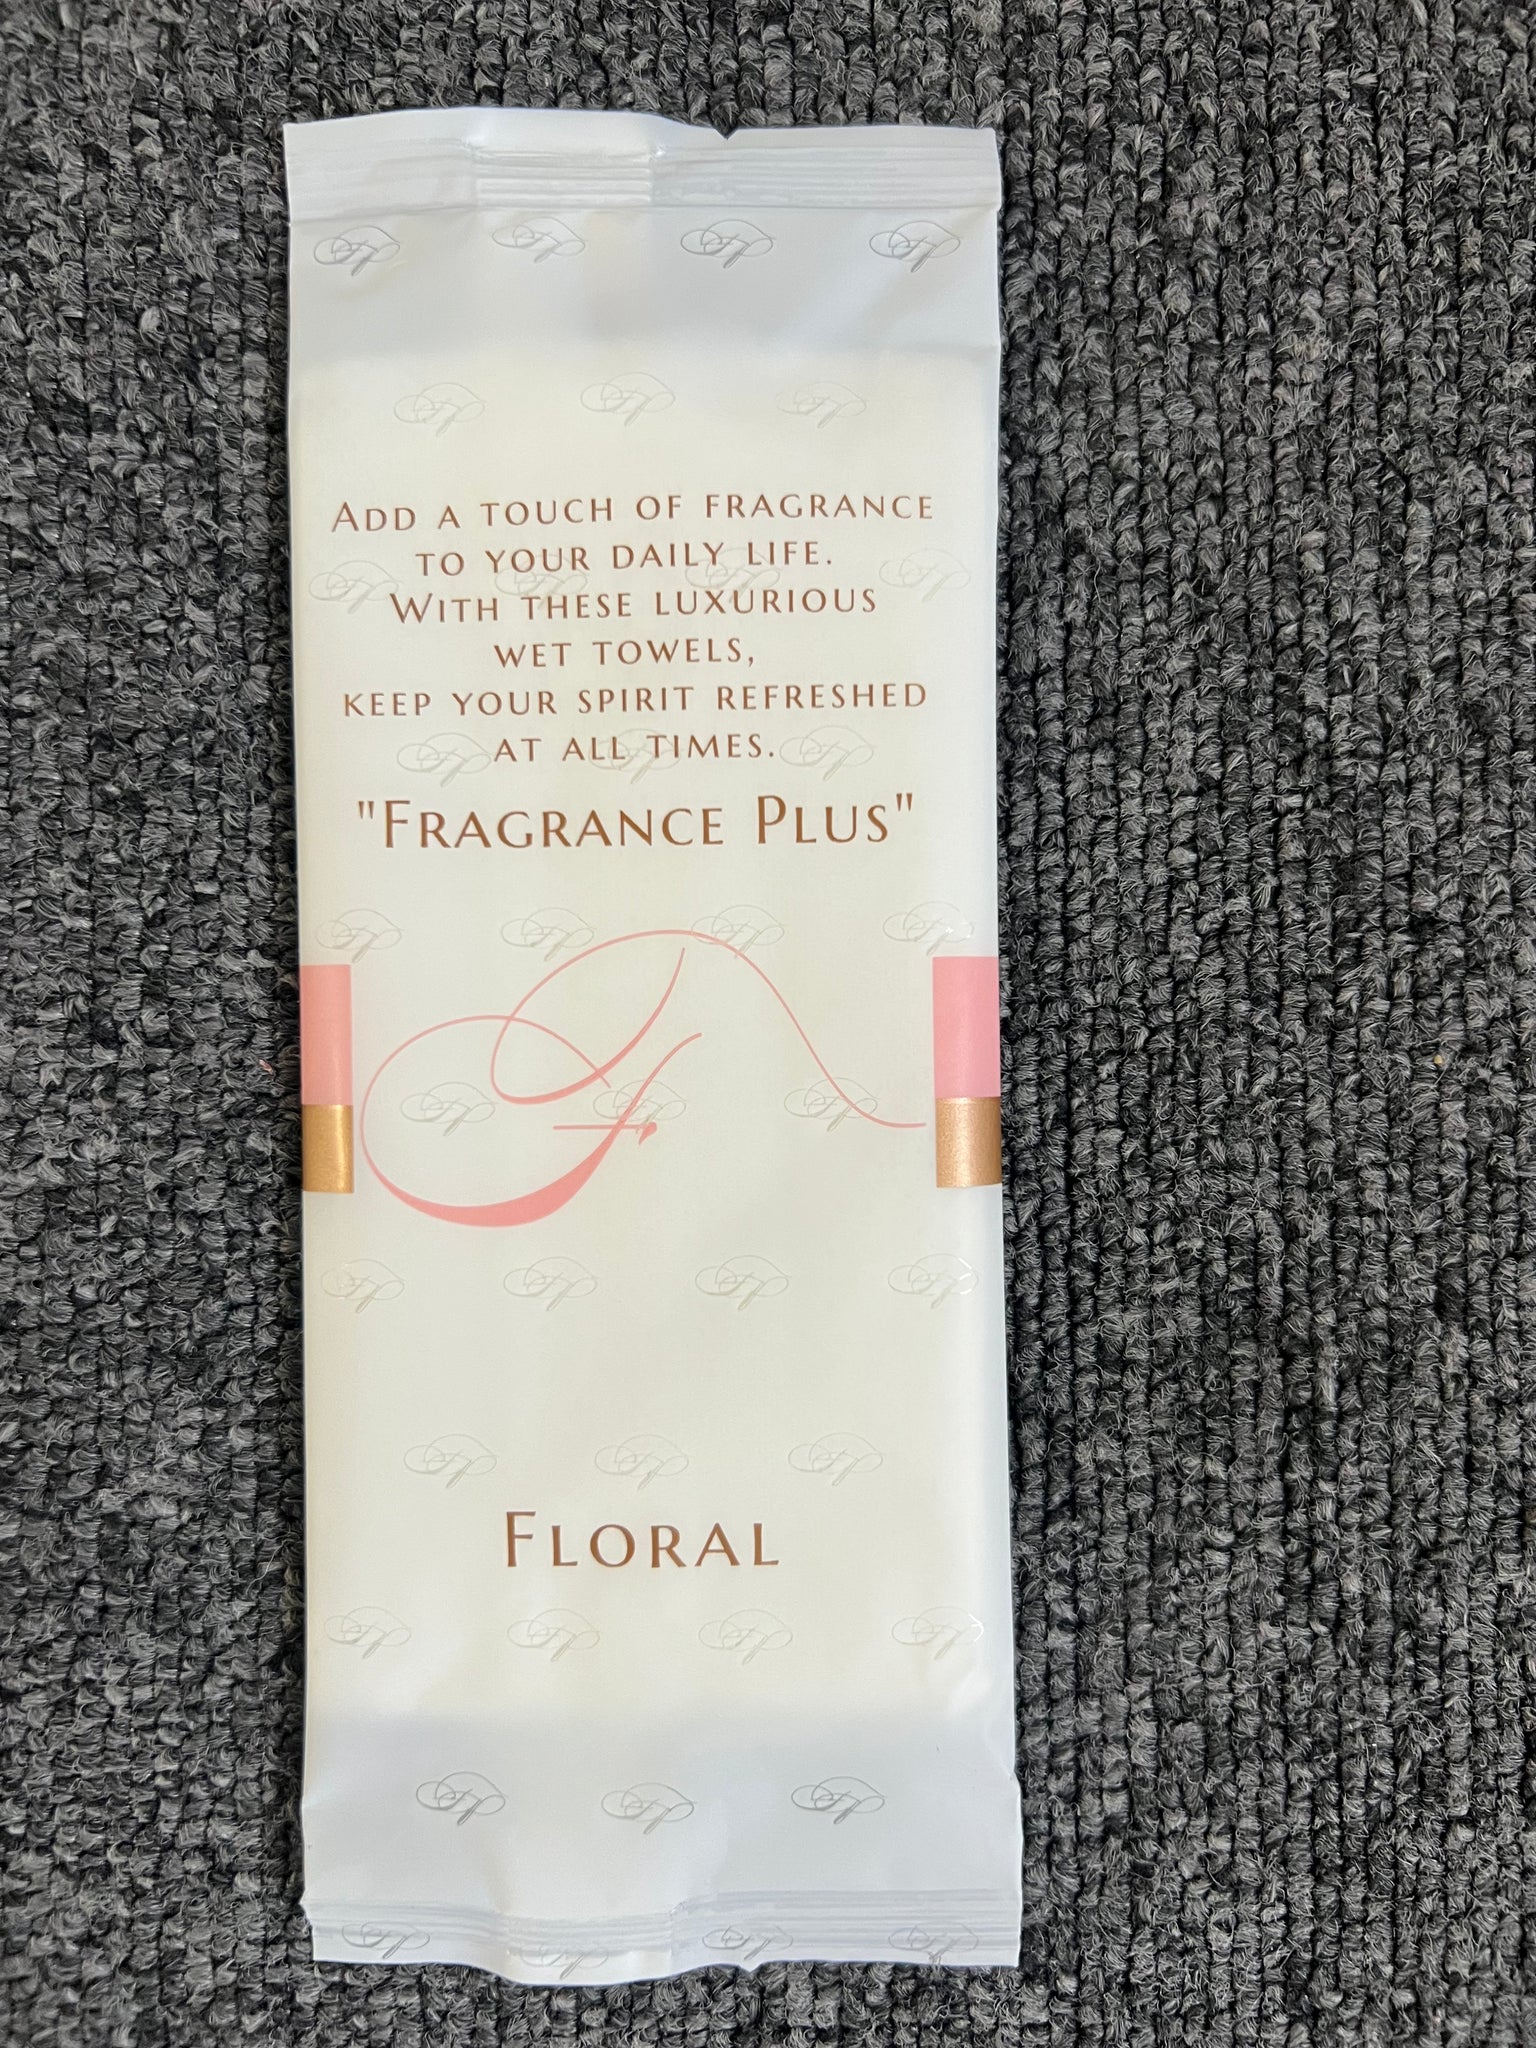 Add a touch of fragrance
to your daily life.
With these luxurious
wet towels,
keep your spirit refreshed
at all times.
"Fragrance Plus"
F
Floral